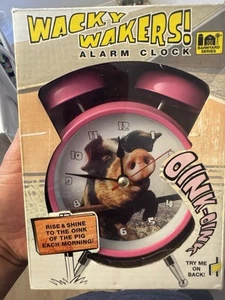 WACKY
WAKERS!
ALARM CLOCK
BARNYARD
SERIES
12
OINK-OINK!
RISE & SHINE
TO THE OINK
OF THE PIG
EACH MORNING!
TRY ME
ON
BACK!